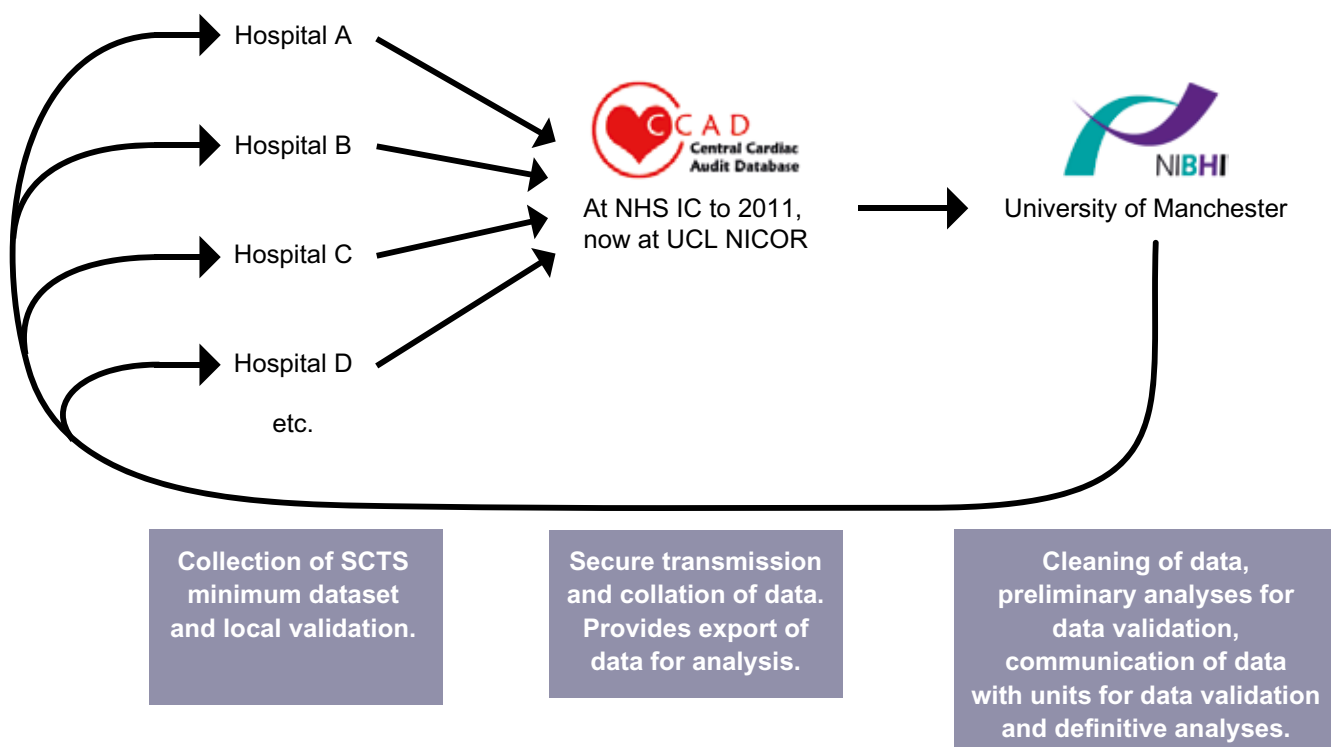 Hospital A
Hospital B
Hospital C
Hospital D
etc.
CCAD
Central Cardiac
Audit Database
At NHS IC to 2011,
now at UCL NICOR
NIBHI
University of Manchester
Collection of SCTS
minimum dataset
and local validation.
Secure transmission
and collation of data.
Provides export of
data for analysis.
Cleaning of data,
preliminary analyses for
data validation,
communication of data
with units for data validation
and definitive analyses.